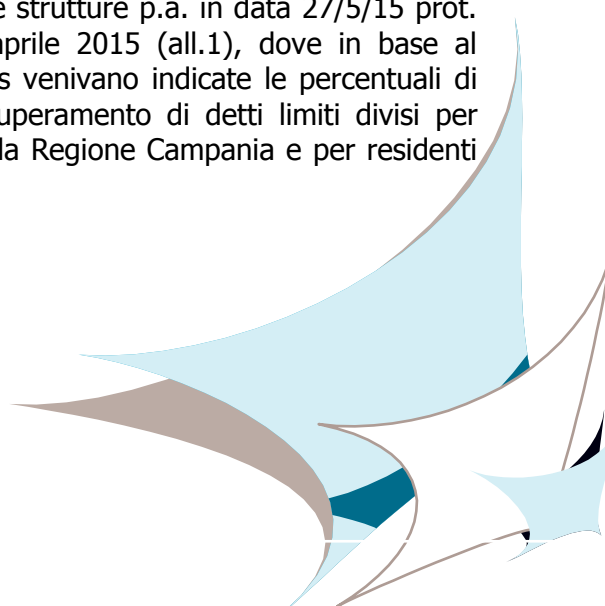 e strutture p.a. in data 27/5/15 prot.
aprile 2015 (all.1), dove in base al
s venivano indicate le percentuali di
uperamento di detti limiti divisi per
la Regione Campania e per residenti